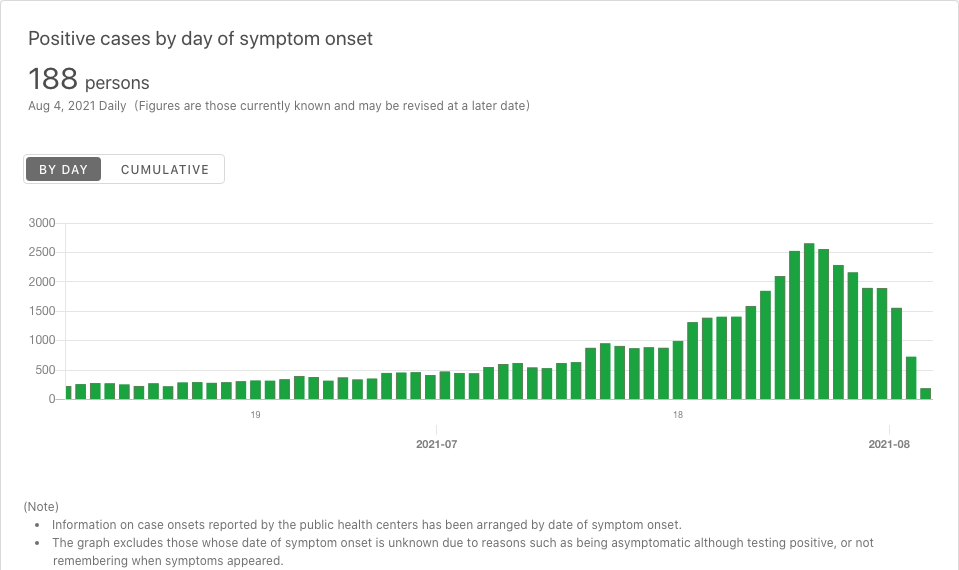 Positive cases by day of symptom onset
188 persons
Aug 4, 2021 Daily (Figures are those currently known and may be revised at a later date)
BY DAY CUMULATIVE
3000
2500
2000
1500
1000
500
0
19 18
2021-07 2021-08
(Note)
• Information on case onsets reported by the public health centers has been arranged by date of symptom onset.
• The graph excludes those whose date of symptom onset is unknown due to reasons such as being asymptomatic although testing positive, or not
remembering when symptoms appeared.